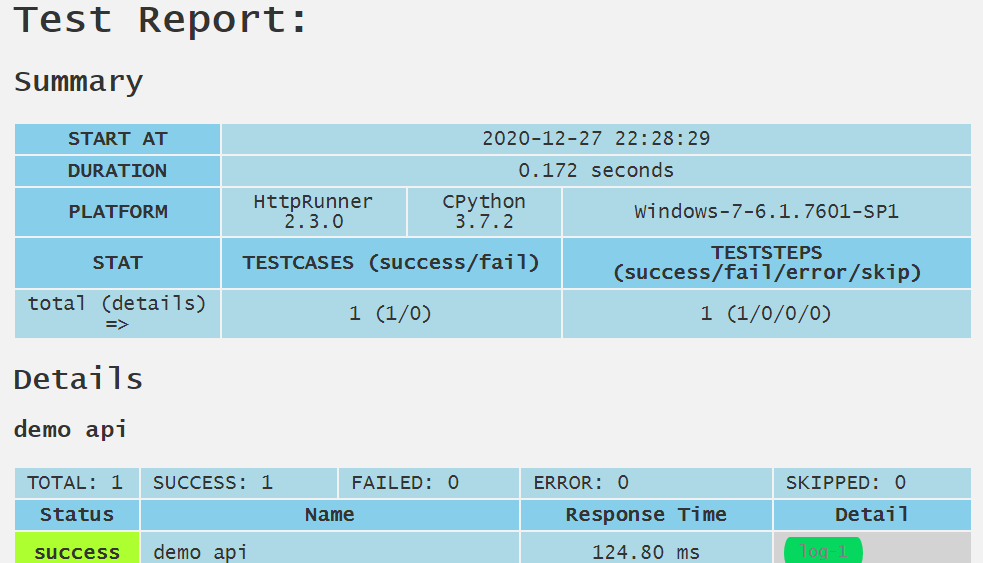 Test Report:
Summary
START AT 2020-12-27 22:28:29
DURATION 0.172 seconds
PLATFORM HttpRunner 2.3.0 CPython 3.7.2 Windows-7-6.1.7601-SP1
STAT TESTCASES (success/fail) TESTSTEPS (success/fail/error/skip)
total (details) => 1 (1/0) 1 (1/0/0/0)
Details
demo api
TOTAL: 1 SUCCESS: 1 FAILED: 0 ERROR: 0 SKIPPED: 0
Status Name Response Time Detail
success demo api 124.80 ms log-1